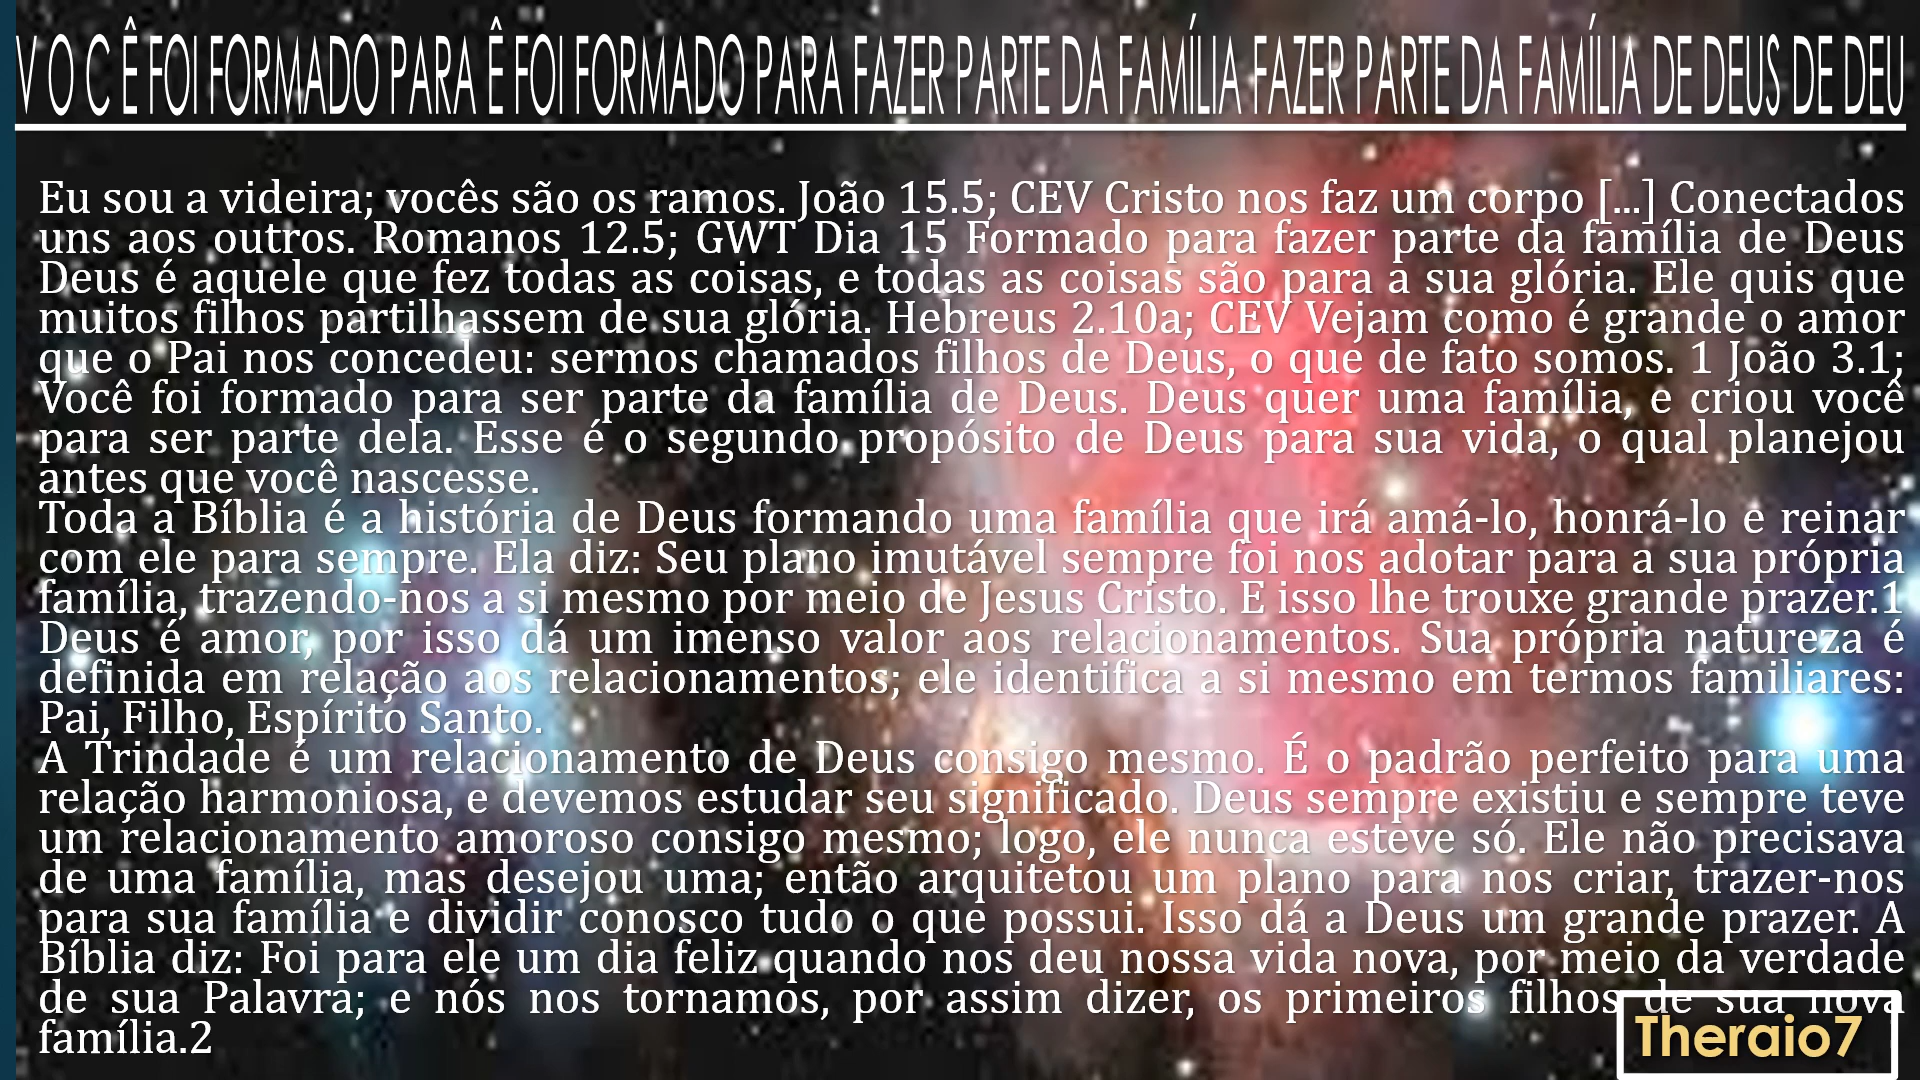 V O C Ê FOI FORMADO PARA Ê FOI FORMADO PARA FAZER PARTE DA FAMÍLIA FAZER PARTE DA FAMÍLIA DE DEUS DE DEU
Eu sou a videira; vocês são os ramos. João 15.5; CEV Cristo nos faz um corpo [...] Conectados
uns aos outros. Romanos 12.5; GWT Dia 15 Formado para fazer parte da família de Deus
Deus é aquele que fez todas as coisas, e todas as coisas são para a sua glória. Ele quis que
muitos filhos partilhassem de sua glória. Hebreus 2.10a; CEV Vejam como é grande o amor
que o Pai nos concedeu: sermos chamados filhos de Deus, o que de fato somos. 1 João 3.1;
Você foi formado para ser parte da família de Deus. Deus quer uma família, e criou você
para ser parte dela. Esse é o segundo propósito de Deus para sua vida, o qual planejou
antes que você nascesse.
Toda a Bíblia é a história de Deus formando uma família que irá amá-lo, honrá-lo e reinar
com ele para sempre. Ela diz: Seu plano imutável sempre foi nos adotar para a sua própria
família, trazendo-nos a si mesmo por meio de Jesus Cristo. E isso lhe trouxe grande prazer.1
Deus é amor, por isso dá um imenso valor aos relacionamentos. Sua própria natureza é
definida em relação aos relacionamentos; ele identifica a si mesmo em termos familiares:
Pai, Filho, Espírito Santo.
A Trindade é um relacionamento de Deus consigo mesmo. É o padrão perfeito para uma
relação harmoniosa, e devemos estudar seu significado. Deus sempre existiu e sempre teve
um relacionamento amoroso consigo mesmo; logo, ele nunca esteve só. Ele não precisava
de uma família, mas desejou uma; então arquitetou um plano para nos criar, trazer-nos
para sua família e dividir conosco tudo o que possui. Isso dá a Deus um grande prazer. A
Bíblia diz: Foi para ele um dia feliz quando nos deu nossa vida nova, por meio da verdade
de sua Palavra; e nós nos tornamos, por assim dizer, os primeiros filhos de sua nova
família.2
Theraio7